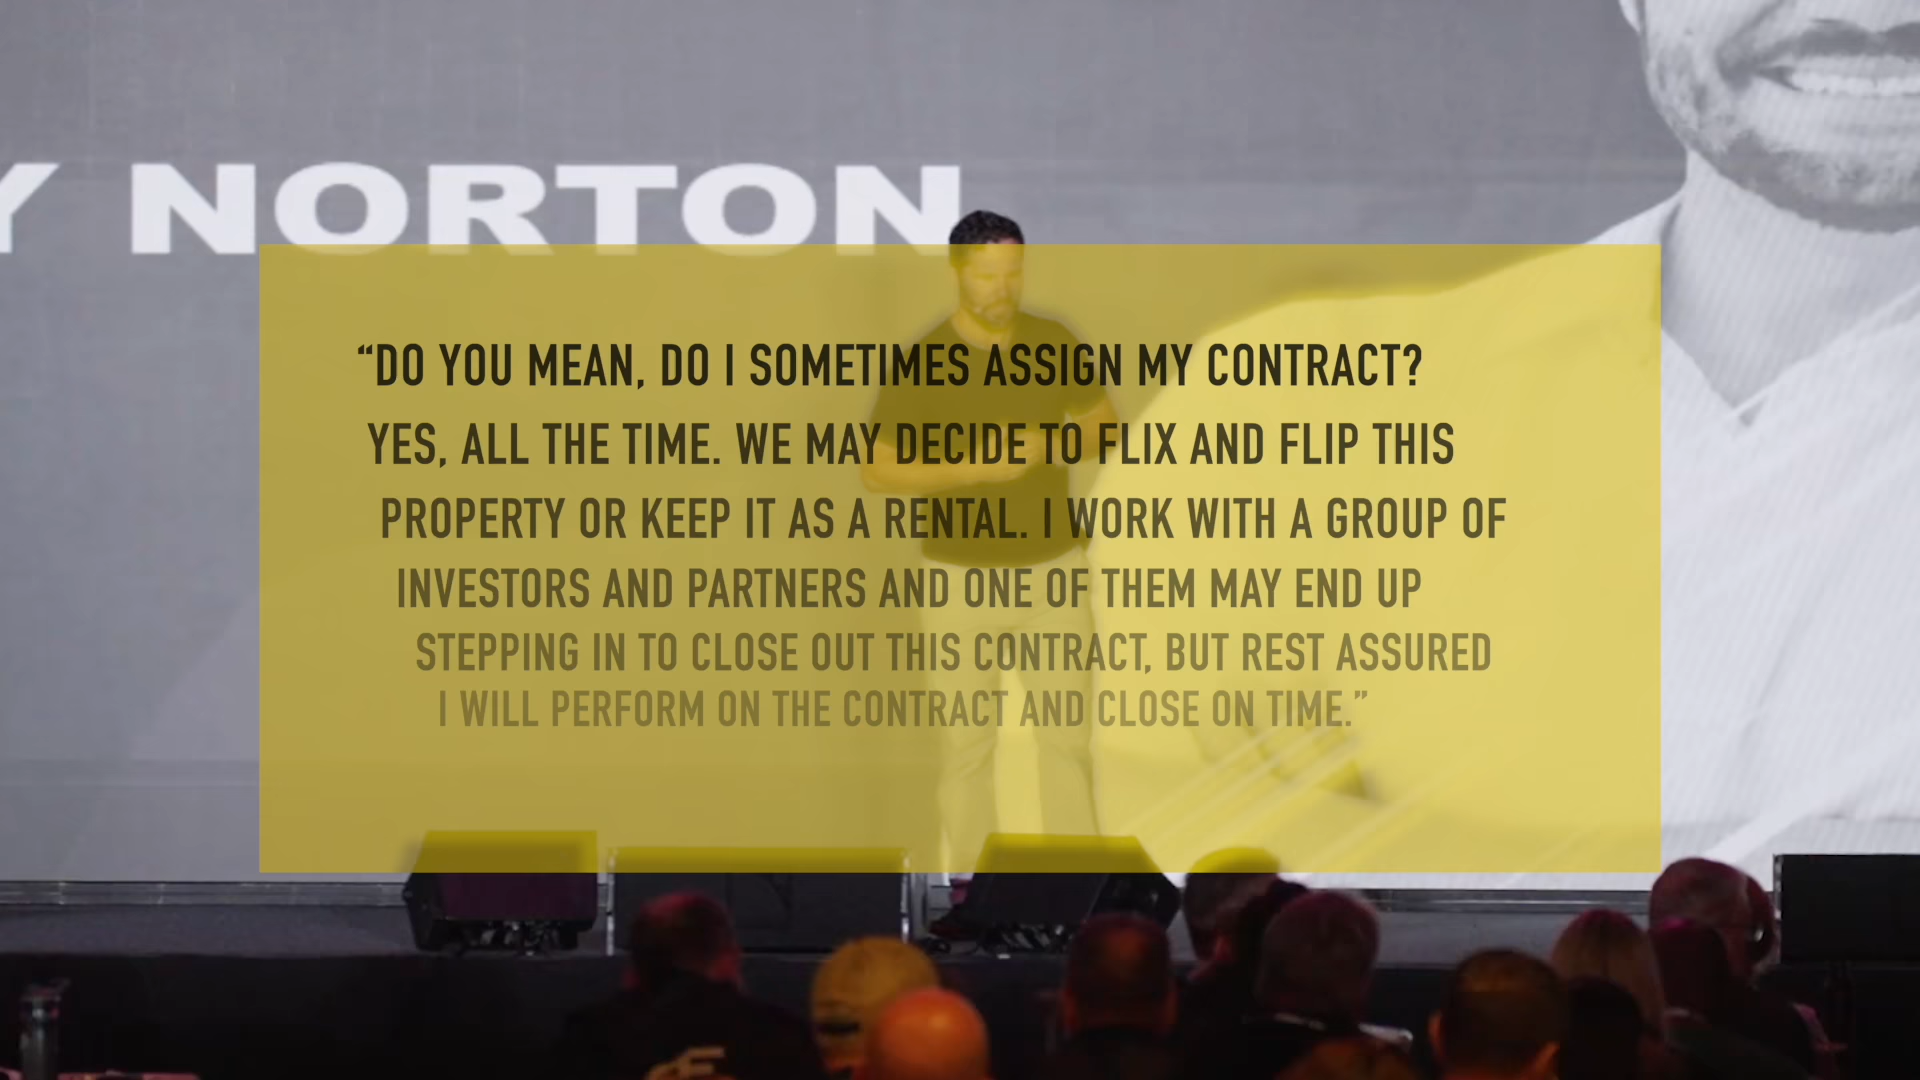 Y NORTON
“DO YOU MEAN, DO I SOMETIMES ASSIGN MY CONTRACT?
YES, ALL THE TIME. WE MAY DECIDE TO FLIX AND FLIP THIS
PROPERTY OR KEEP IT AS A RENTAL. I WORK WITH A GROUP OF
INVESTORS AND PARTNERS AND ONE OF THEM MAY END UP
STEPPING IN TO CLOSE OUT THIS CONTRACT, BUT REST ASSURED
I WILL PERFORM ON THE CONTRACT AND CLOSE ON TIME.”